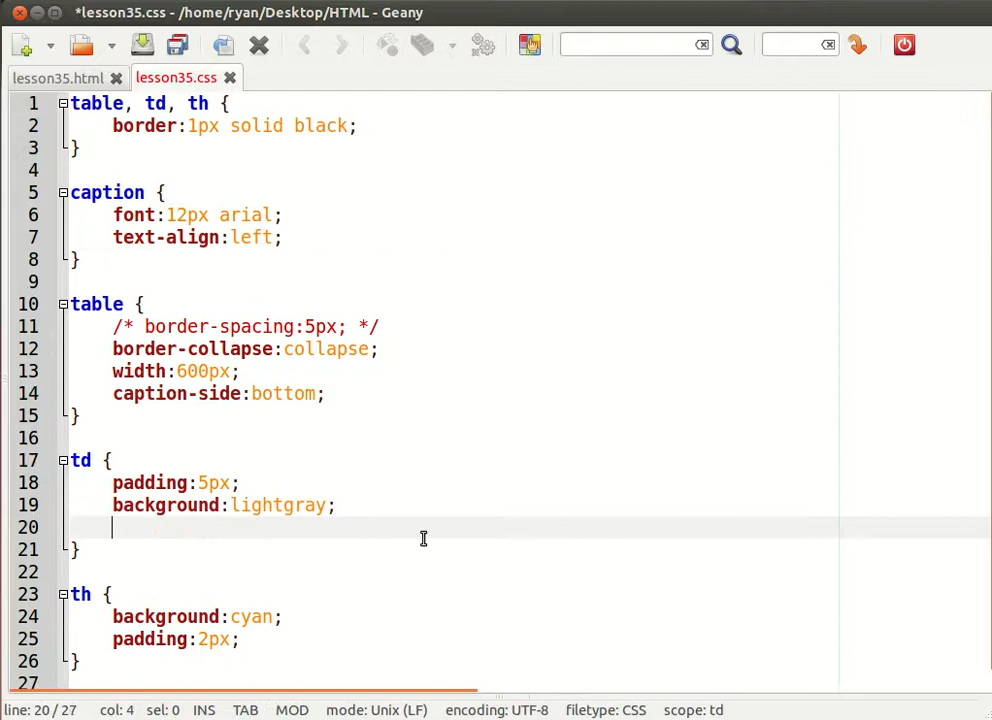 *lesson35.css - /home/ryan/Desktop/HTML - Geany
lesson35.html lesson35.css
1 table, td, th {
2 border:1px solid black;
3 }
4
5 caption {
6 font:12px arial;
7 text-align:left;
8 }
9
10 table {
11 /* border-spacing:5px; */
12 border-collapse:collapse;
13 width:600px;
14 caption-side:bottom;
15 }
16
17 td {
18 padding:5px;
19 background:lightgray;
20
21 }
22
23 th {
24 background:cyan;
25 padding:2px;
26 }
27
line: 20 / 27 col: 4 sel: 0 INS TAB MOD mode: Unix (LF) encoding: UTF-8 filetype: CSS scope: td